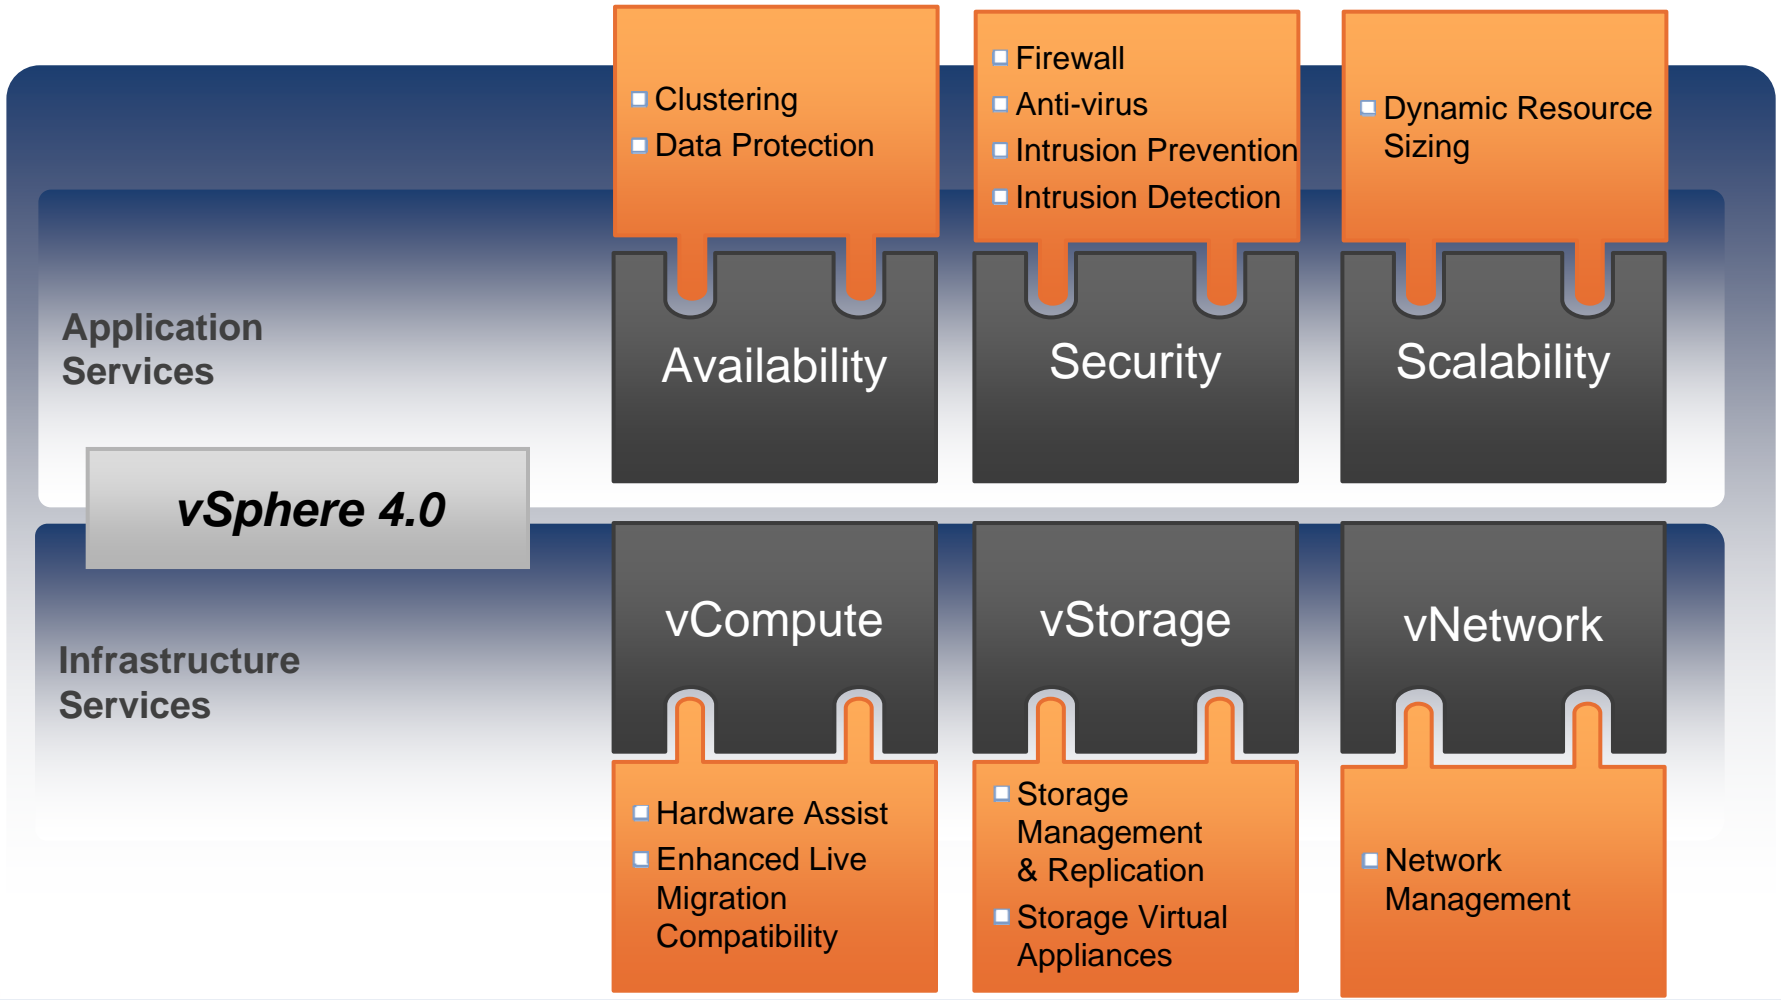 Clustering
Data Protection
Firewall
Anti-virus
Intrusion Prevention
Intrusion Detection
Dynamic Resource
Sizing
Application
Services
Availability
Security
Scalability
vSphere 4.0
Infrastructure
Services
vCompute
vStorage
vNetwork
Hardware Assist
Enhanced Live
Migration
Compatibility
Storage
Management
& Replication
Storage Virtual
Appliances
Network
Management